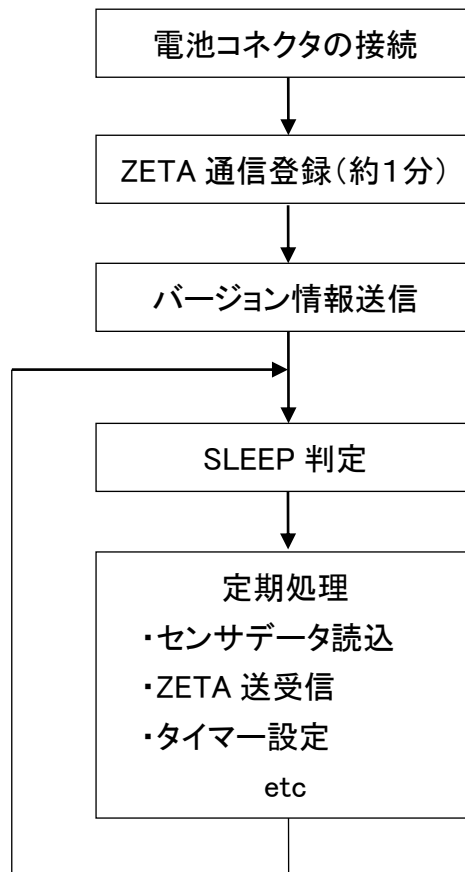 電池コネクタの接続
ZETA 通信登録（約１分）
バージョン情報送信
SLEEP 判定
定期処理
・センサデータ読込
・ZETA 送受信
・タイマー設定
etc